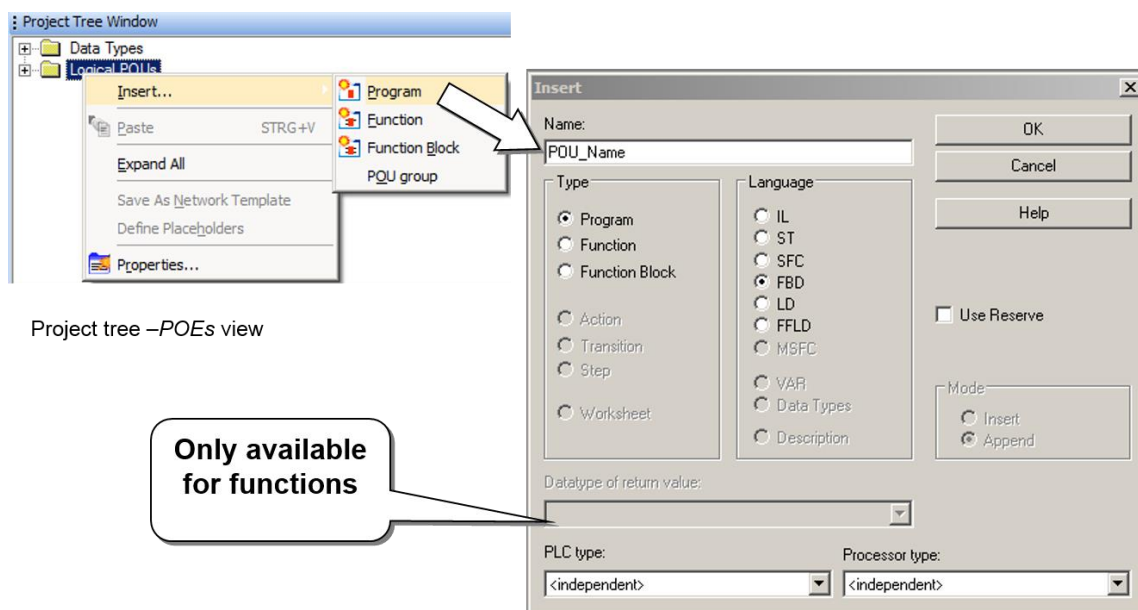 Project Tree Window
Data Types
Logical POUs
Insert...
Paste STRG+V
Expand All
Save As Network Template
Define Placeholders
Properties...
Program
Function
Function Block
POU group
Project tree –POEs view
Only available
for functions
Insert
Name:
POU_Name
OK
Cancel
Help
Type
Program
Function
Function Block
Action
Transition
Step
Worksheet
Language
IL
ST
SFC
FBD
LD
FFLD
MSFC
VAR
Data Types
Description
Use Reserve
Mode
Insert
Append
Datatype of return value:
PLC type:
<independent>
Processor type:
<independent>